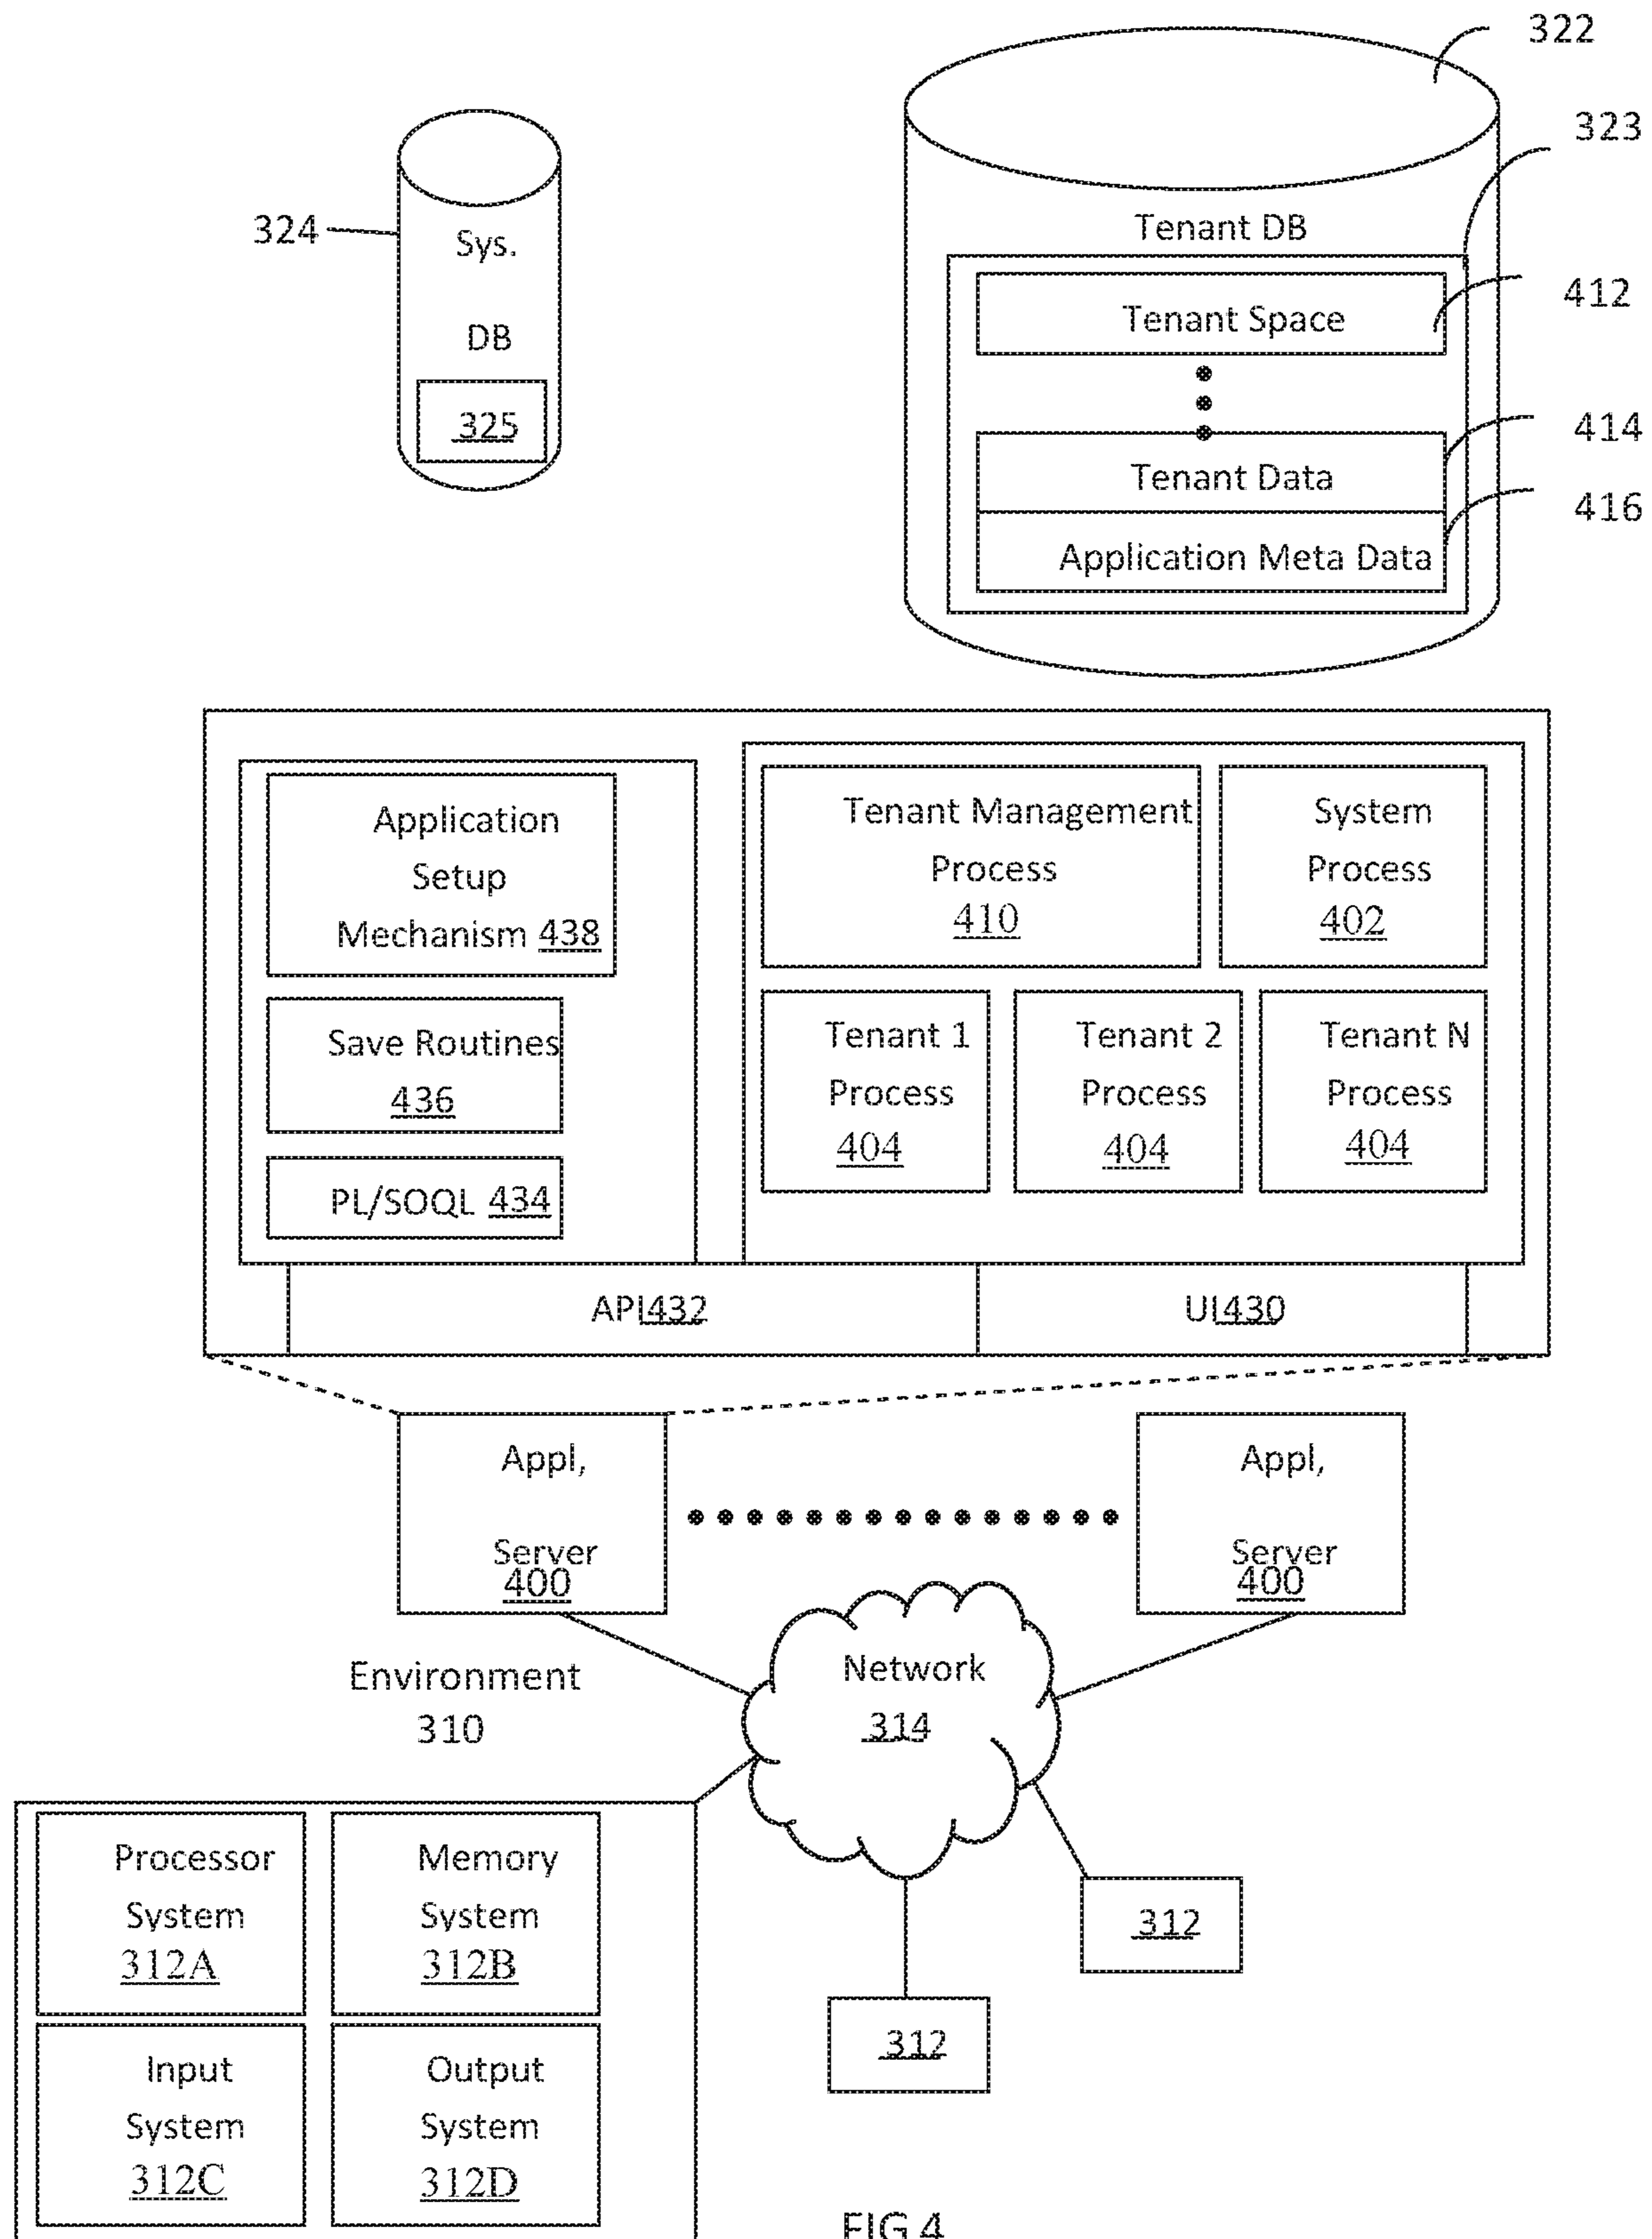 322
323
324
Sys.
DB
325
Tenant DB
Tenant Space
412
Tenant Data
414
Application Meta Data
416
Application
Setup
Mechanism 438
Save Routines
436
PL/SOQL 434
Tenant Management
Process
410
System
Process
402
Tenant 1
Process
404
Tenant 2
Process
404
Tenant N
Process
404
API432
UI430
Appl,
Server
400
Appl,
Server
400
Environment
310
Network
314
Processor
System
312A
Memory
System
312B
Input
System
312C
Output
System
312D
312
312
FIG 4